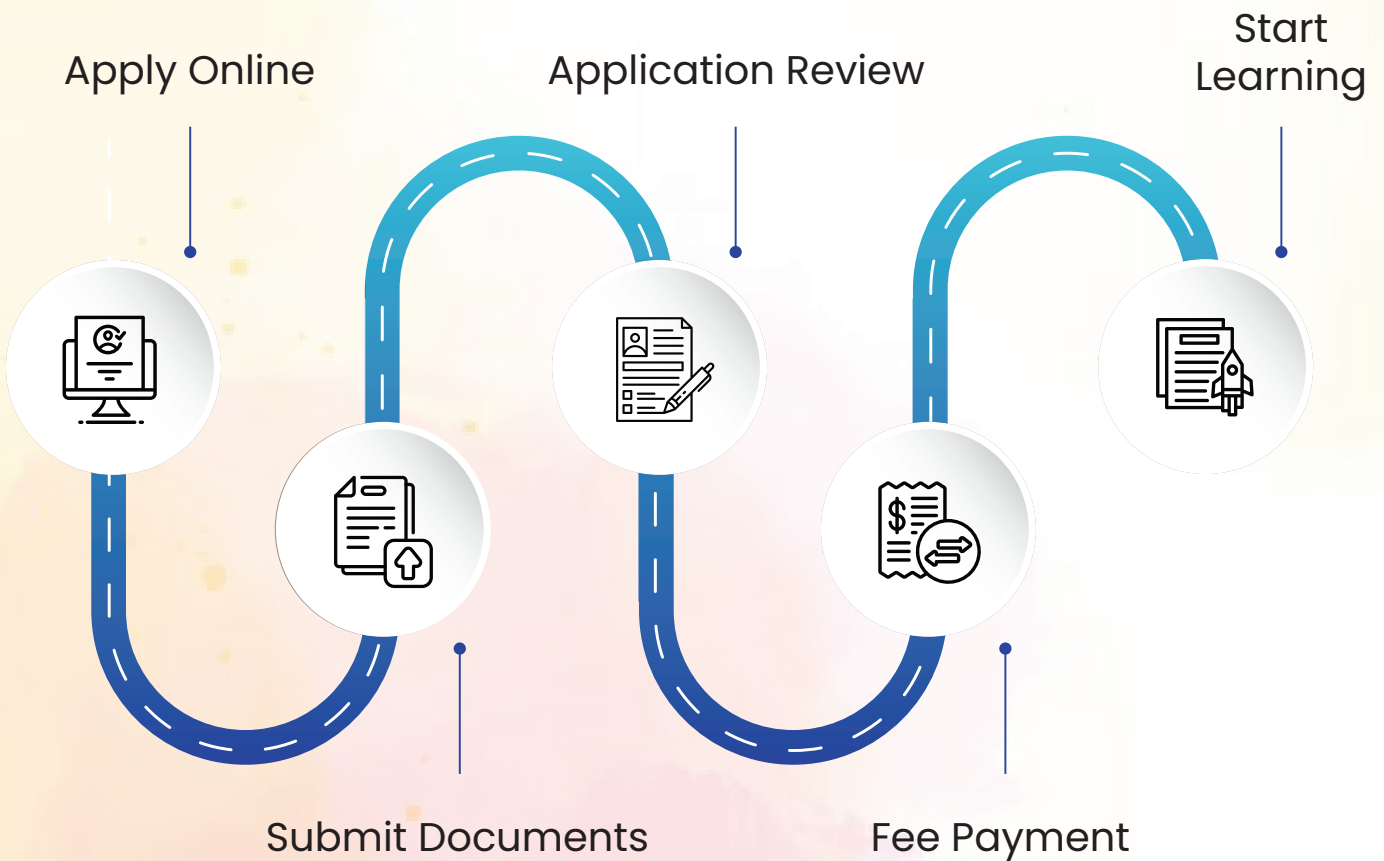 Apply Online
Submit Documents
Application Review
Fee Payment
Start
Learning
$